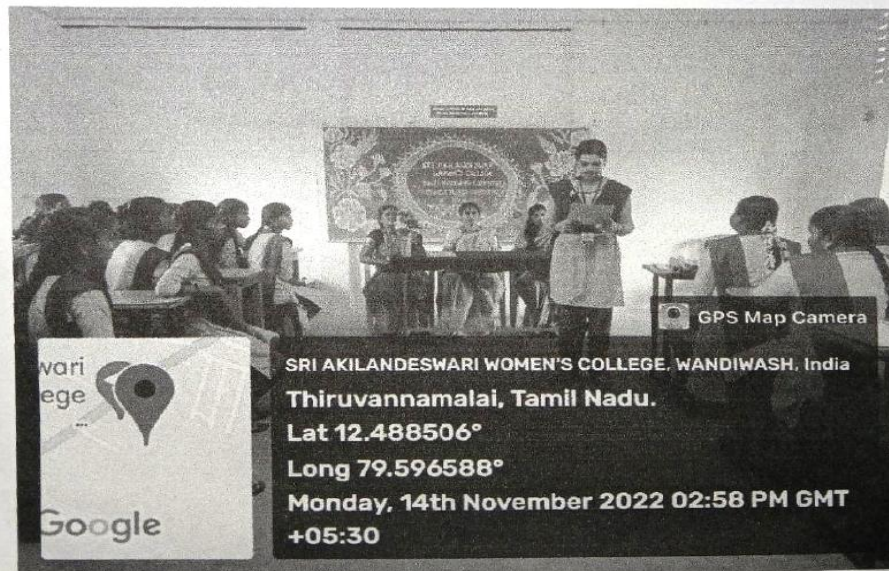 GPS Map Camera
wari
ege
...
Google
SRI AKILANDESWARI WOMEN'S COLLEGE, WANDIWASH, India
Thiruvannamalai, Tamil Nadu.
Lat 12.488506°
Long 79.596588°
Monday, 14th November 2022 02:58 PM GMT
+05:30